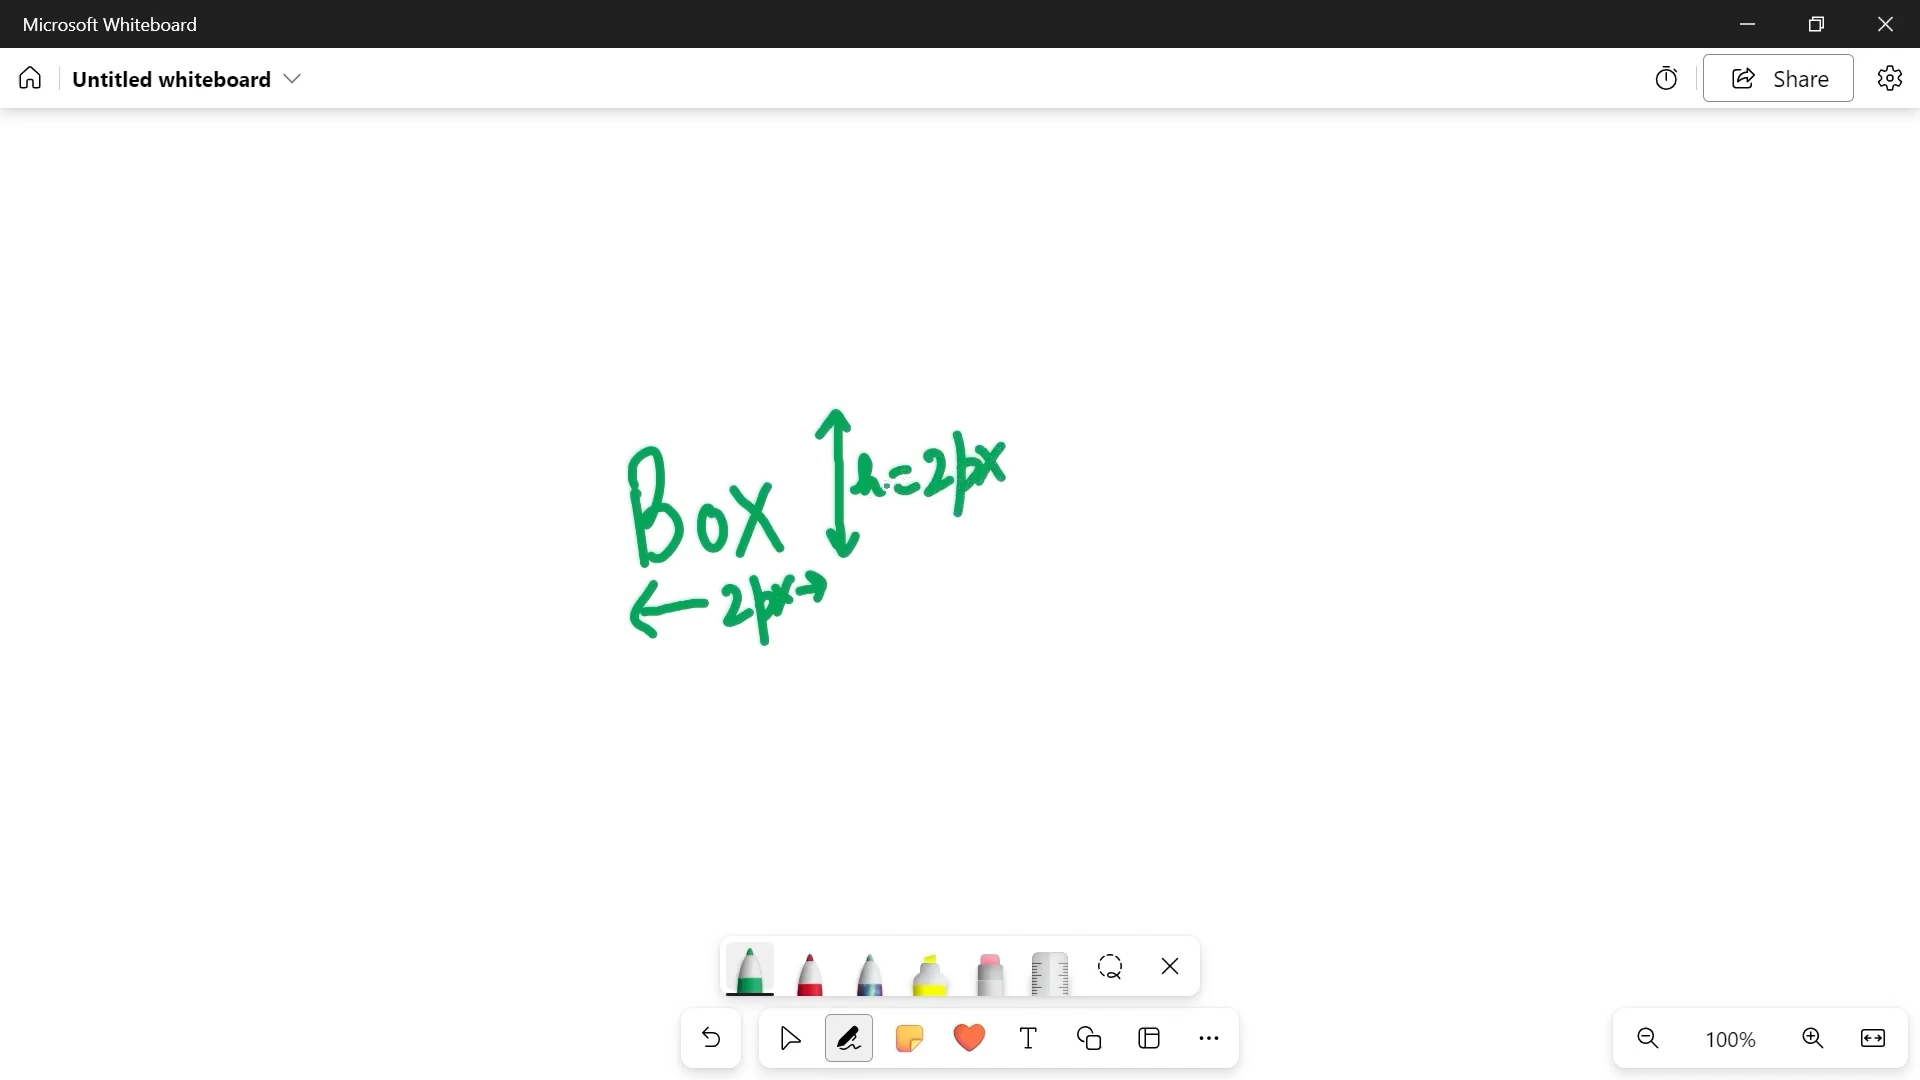 Microsoft Whiteboard
Untitled whiteboard
Share
Box
h=2px
2px
T
100%